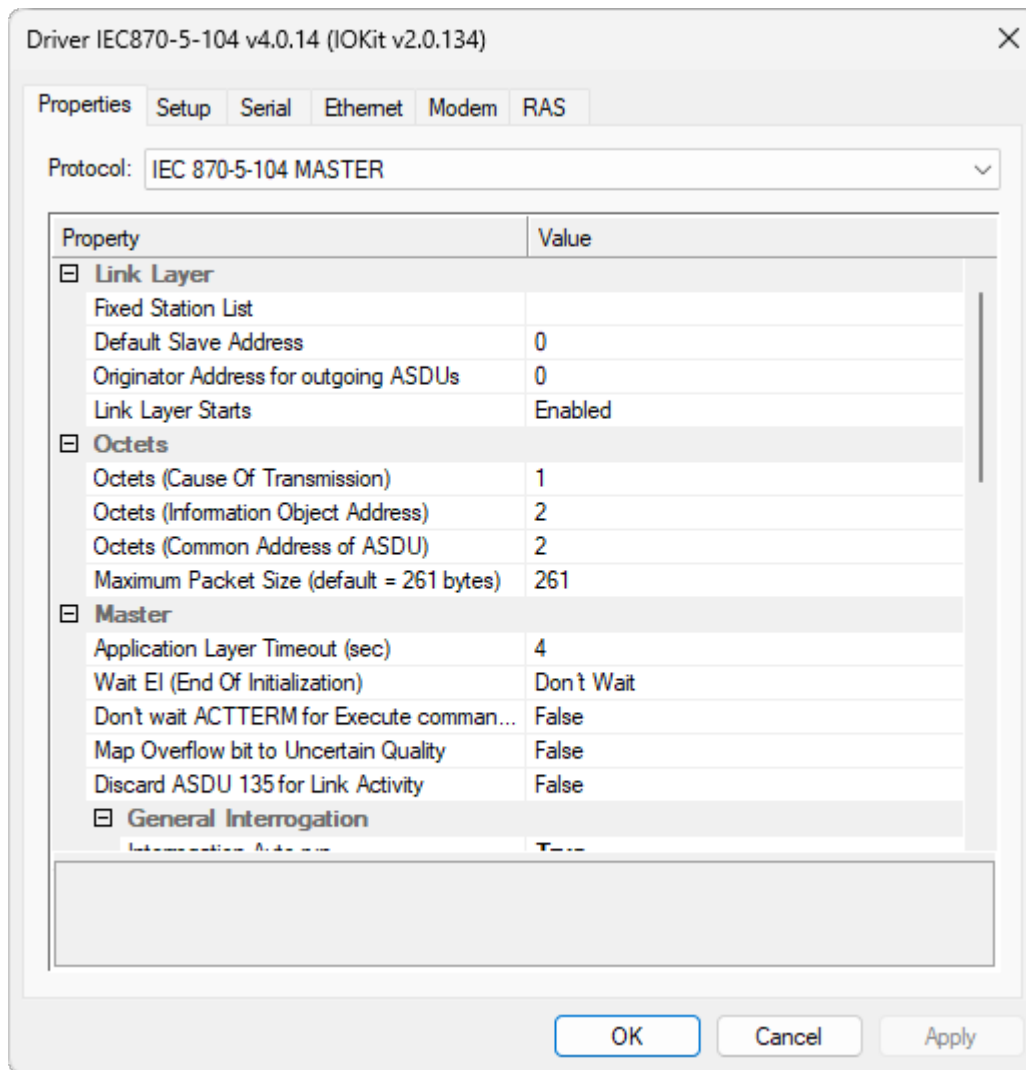 Driver IEC870-5-104 v4.0.14 (IOKit v2.0.134)
Properties Setup Serial Ethernet Modem RAS
Protocol: IEC 870-5-104 MASTER
Property Value
Link Layer
Fixed Station List
Default Slave Address 0
Originator Address for outgoing ASDUs 0
Link Layer Starts Enabled
Octets
Octets (Cause Of Transmission) 1
Octets (Information Object Address) 2
Octets (Common Address of ASDU) 2
Maximum Packet Size (default = 261 bytes) 261
Master
Application Layer Timeout (sec) 4
Wait EI (End Of Initialization) Don't Wait
Don't wait ACTTERM for Execute comman... False
Map Overflow bit to Uncertain Quality False
Discard ASDU 135 for Link Activity False
General Interrogation
OK Cancel Apply